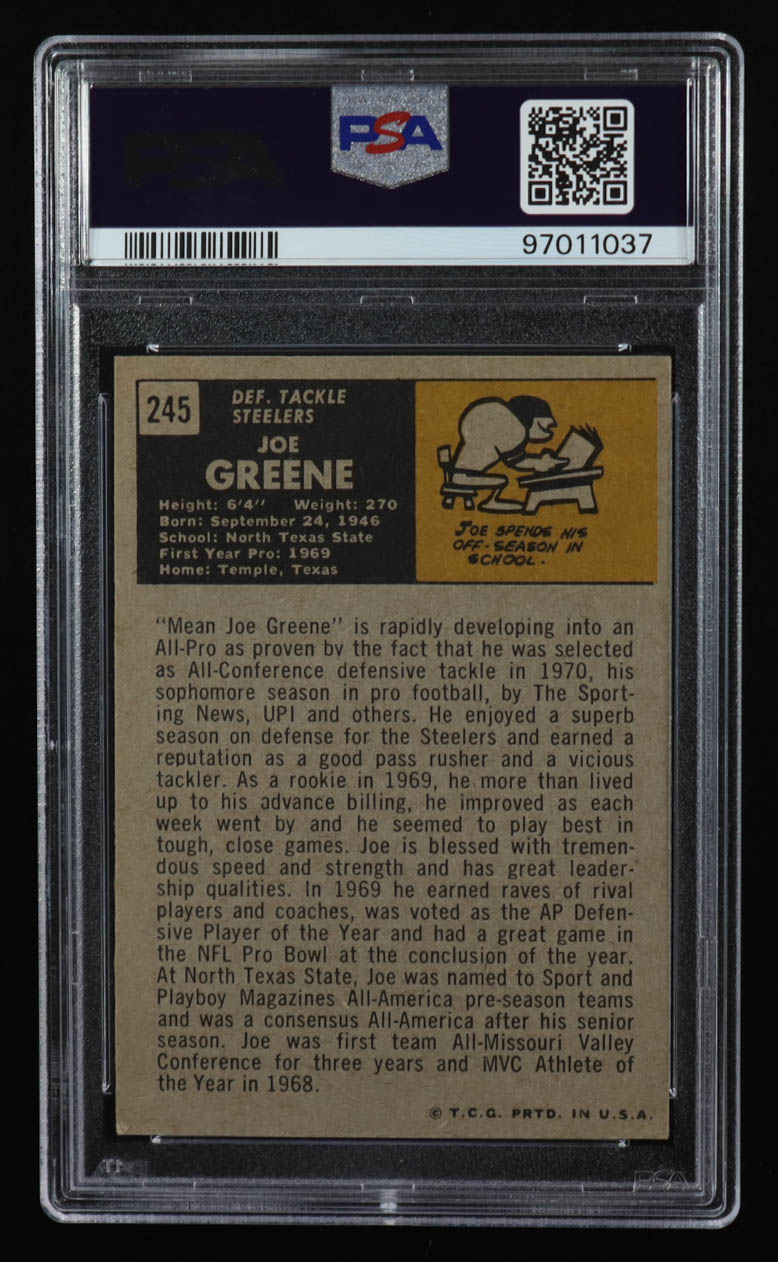 PSA
97011037
245
DEF. TACKLE
STEELERS
JOE
GREENE
Height: 6'4" Weight: 270
Born: September 24, 1946
School: North Texas State
First Year Pro: 1969
Home: Temple, Texas
JOE SPENDS HIS
OFF-SEASON IN
SCHOOL.
"Mean Joe Greene" is rapidly developing into an
All-Pro as proven by the fact that he was selected
as All-Conference defensive tackle in 1970, his
sophomore season in pro football, by The Sport-
ing News, UPI and others. He enjoyed a superb
season on defense for the Steelers and earned a
reputation as a good pass rusher and a vicious
tackler. As a rookie in 1969, he more than lived
up to his advance billing, he improved as each
week went by and he seemed to play best in
tough, close games. Joe is blessed with tremen-
dous speed and strength and has great leader-
ship qualities. In 1969 he earned raves of rival
players and coaches, was voted as the AP Defen-
sive Player of the Year and had a great game in
the NFL Pro Bowl at the conclusion of the year.
At North Texas State, Joe was named to Sport and
Playboy Magazines All-America pre-season teams
and was a consensus All-America after his senior
season. Joe was first team All-Missouri Valley
Conference for three years and MVC Athlete of
the Year in 1968.
© T.C.G. PRTD. IN U.S.A.
PSA